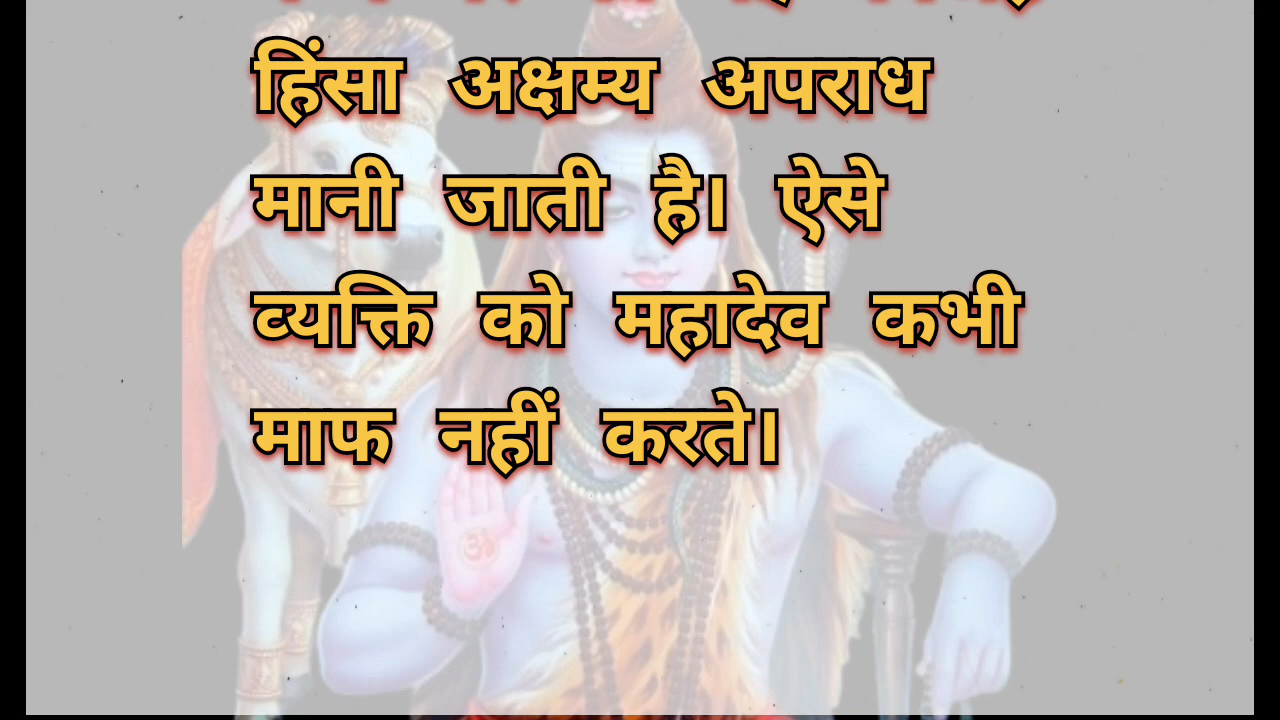 हिंसा अक्षम्य अपराध
मानी जाती है। ऐसे
व्यक्ति को महादेव कभी
माफ नहीं करते।